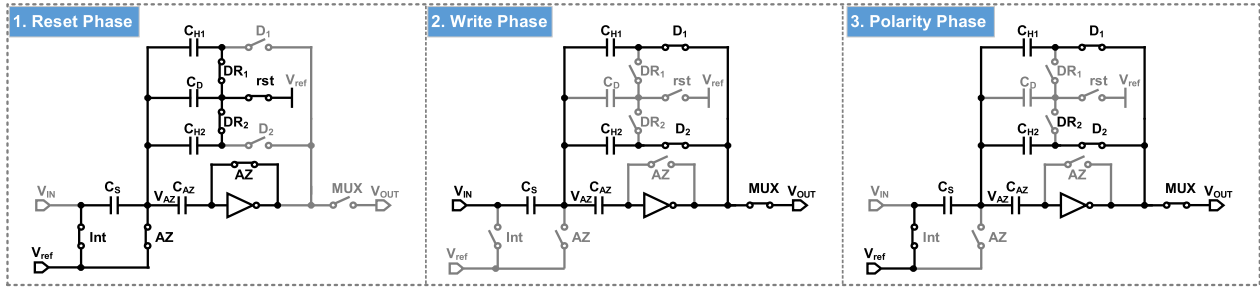 1. Reset Phase
CH1
D1
DR1
CD
rst
Vref
DR2
CH2
D2
AZ
VIN
CS
VAZ
CAZ
MUX
VOUT
Int
AZ
Vref
2. Write Phase
CH1
D1
DR1
CD
rst
Vref
DR2
CH2
D2
AZ
VIN
CS
VAZ
CAZ
MUX
VOUT
Int
AZ
Vref
3. Polarity Phase
CH1
D1
DR1
CD
rst
Vref
DR2
CH2
D2
AZ
VIN
CS
VAZ
CAZ
MUX
VOUT
Int
AZ
Vref